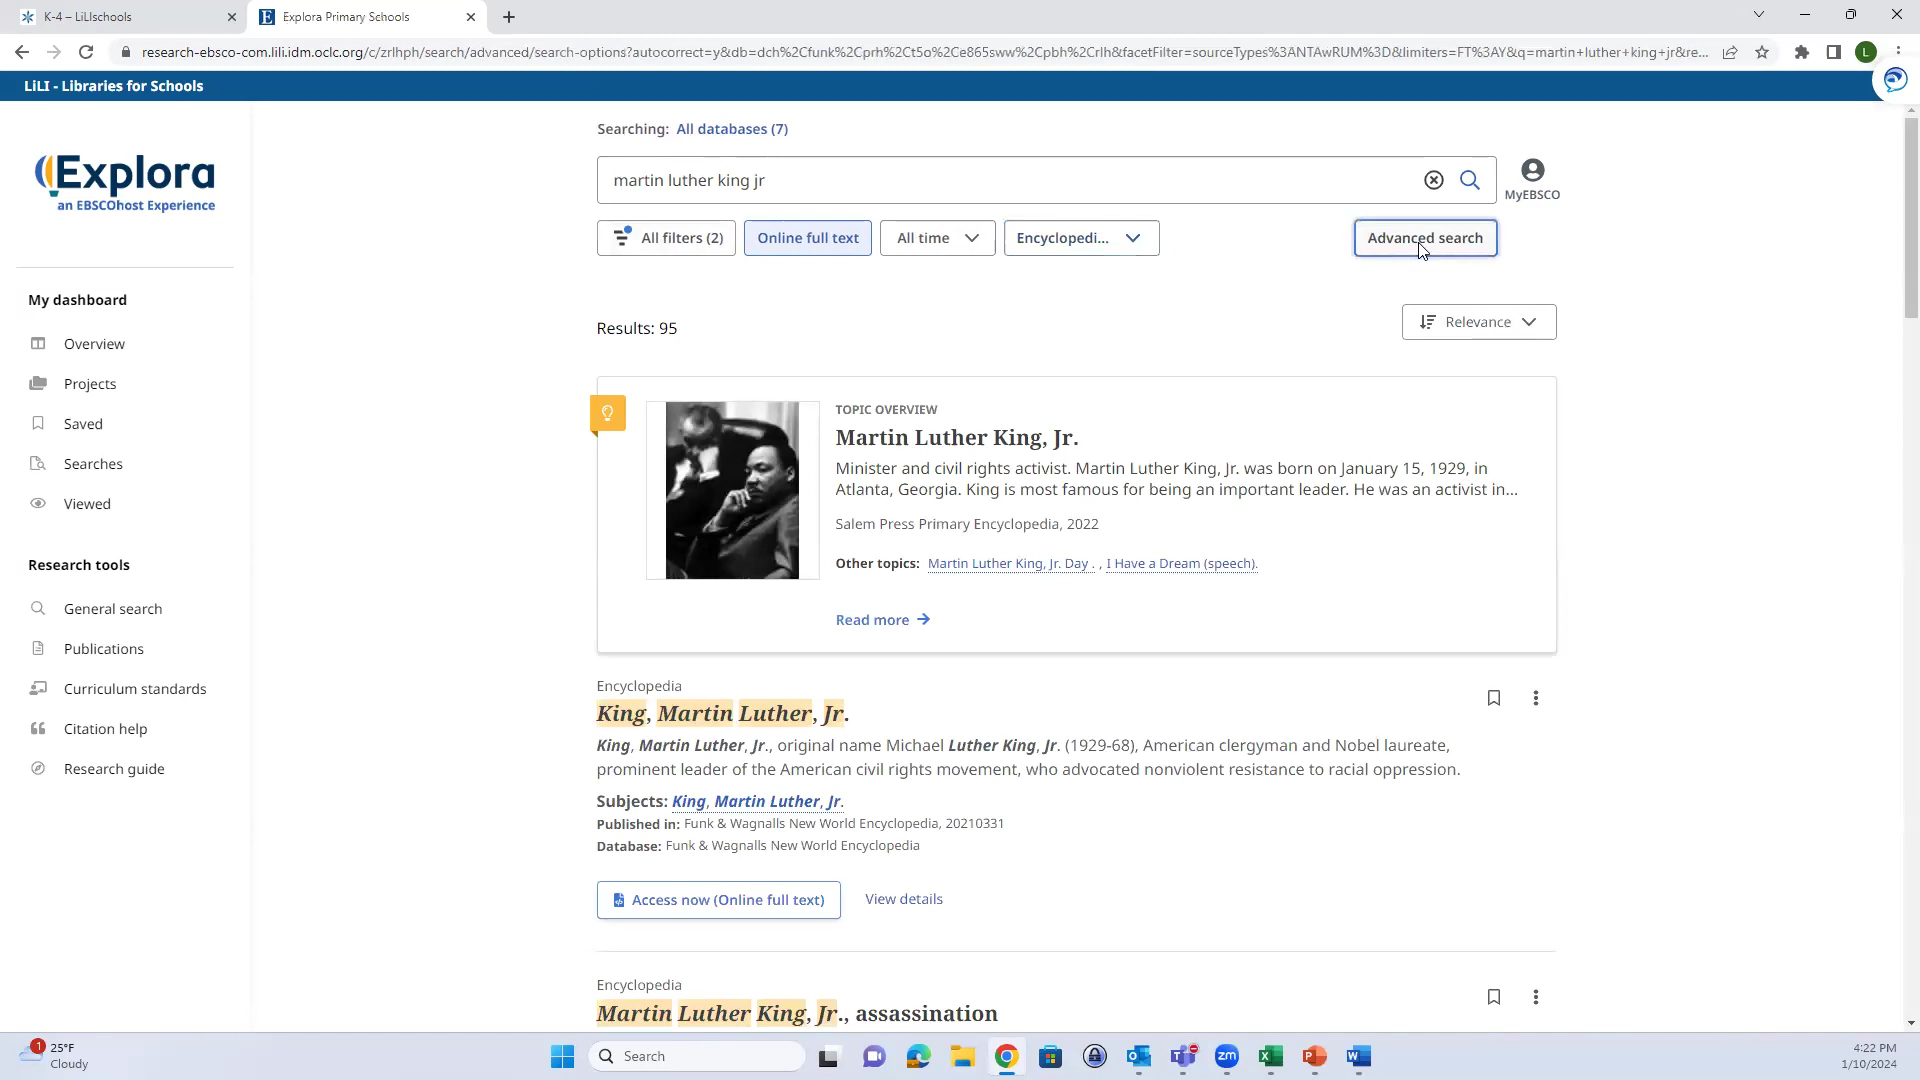 K-4 – LiLIschools
Explora Primary Schools
research-ebsco-com.lili.idm.oclc.org/c/zrlhph/search/advanced/search-options?autocorrect=y&db=dch%2Cfunk%2Cprh%2Ct5o%2Ce865sww%2Cpbh%2Crlh&facetFilter=sourceTypes%3ANTAwRUM%3D&limiters=FT%3AY&q=martin+luther+king+jr&re...
L
LiLI - Libraries for Schools
Explora
an EBSCOhost Experience
My dashboard
Overview
Projects
Saved
Searches
Viewed
Research tools
General search
Publications
Curriculum standards
Citation help
Research guide
Searching: All databases (7)
martin luther king jr
MyEBSCO
All filters (2)
Online full text
All time
Encyclopedi...
Advanced search
Results: 95
Relevance
TOPIC OVERVIEW
Martin Luther King, Jr.
Minister and civil rights activist. Martin Luther King, Jr. was born on January 15, 1929, in
Atlanta, Georgia. King is most famous for being an important leader. He was an activist in...
Salem Press Primary Encyclopedia, 2022
Other topics: Martin Luther King, Jr. Day . , I Have a Dream (speech).
Read more
Encyclopedia
King, Martin Luther, Jr.
King, Martin Luther, Jr., original name Michael Luther King, Jr. (1929-68), American clergyman and Nobel laureate,
prominent leader of the American civil rights movement, who advocated nonviolent resistance to racial oppression.
Subjects: King, Martin Luther, Jr.
Published in: Funk & Wagnalls New World Encyclopedia, 20210331
Database: Funk & Wagnalls New World Encyclopedia
Access now (Online full text)
View details
Encyclopedia
Martin Luther King, Jr., assassination
1
25°F
Cloudy
Search
zm
4:22 PM
1/10/2024